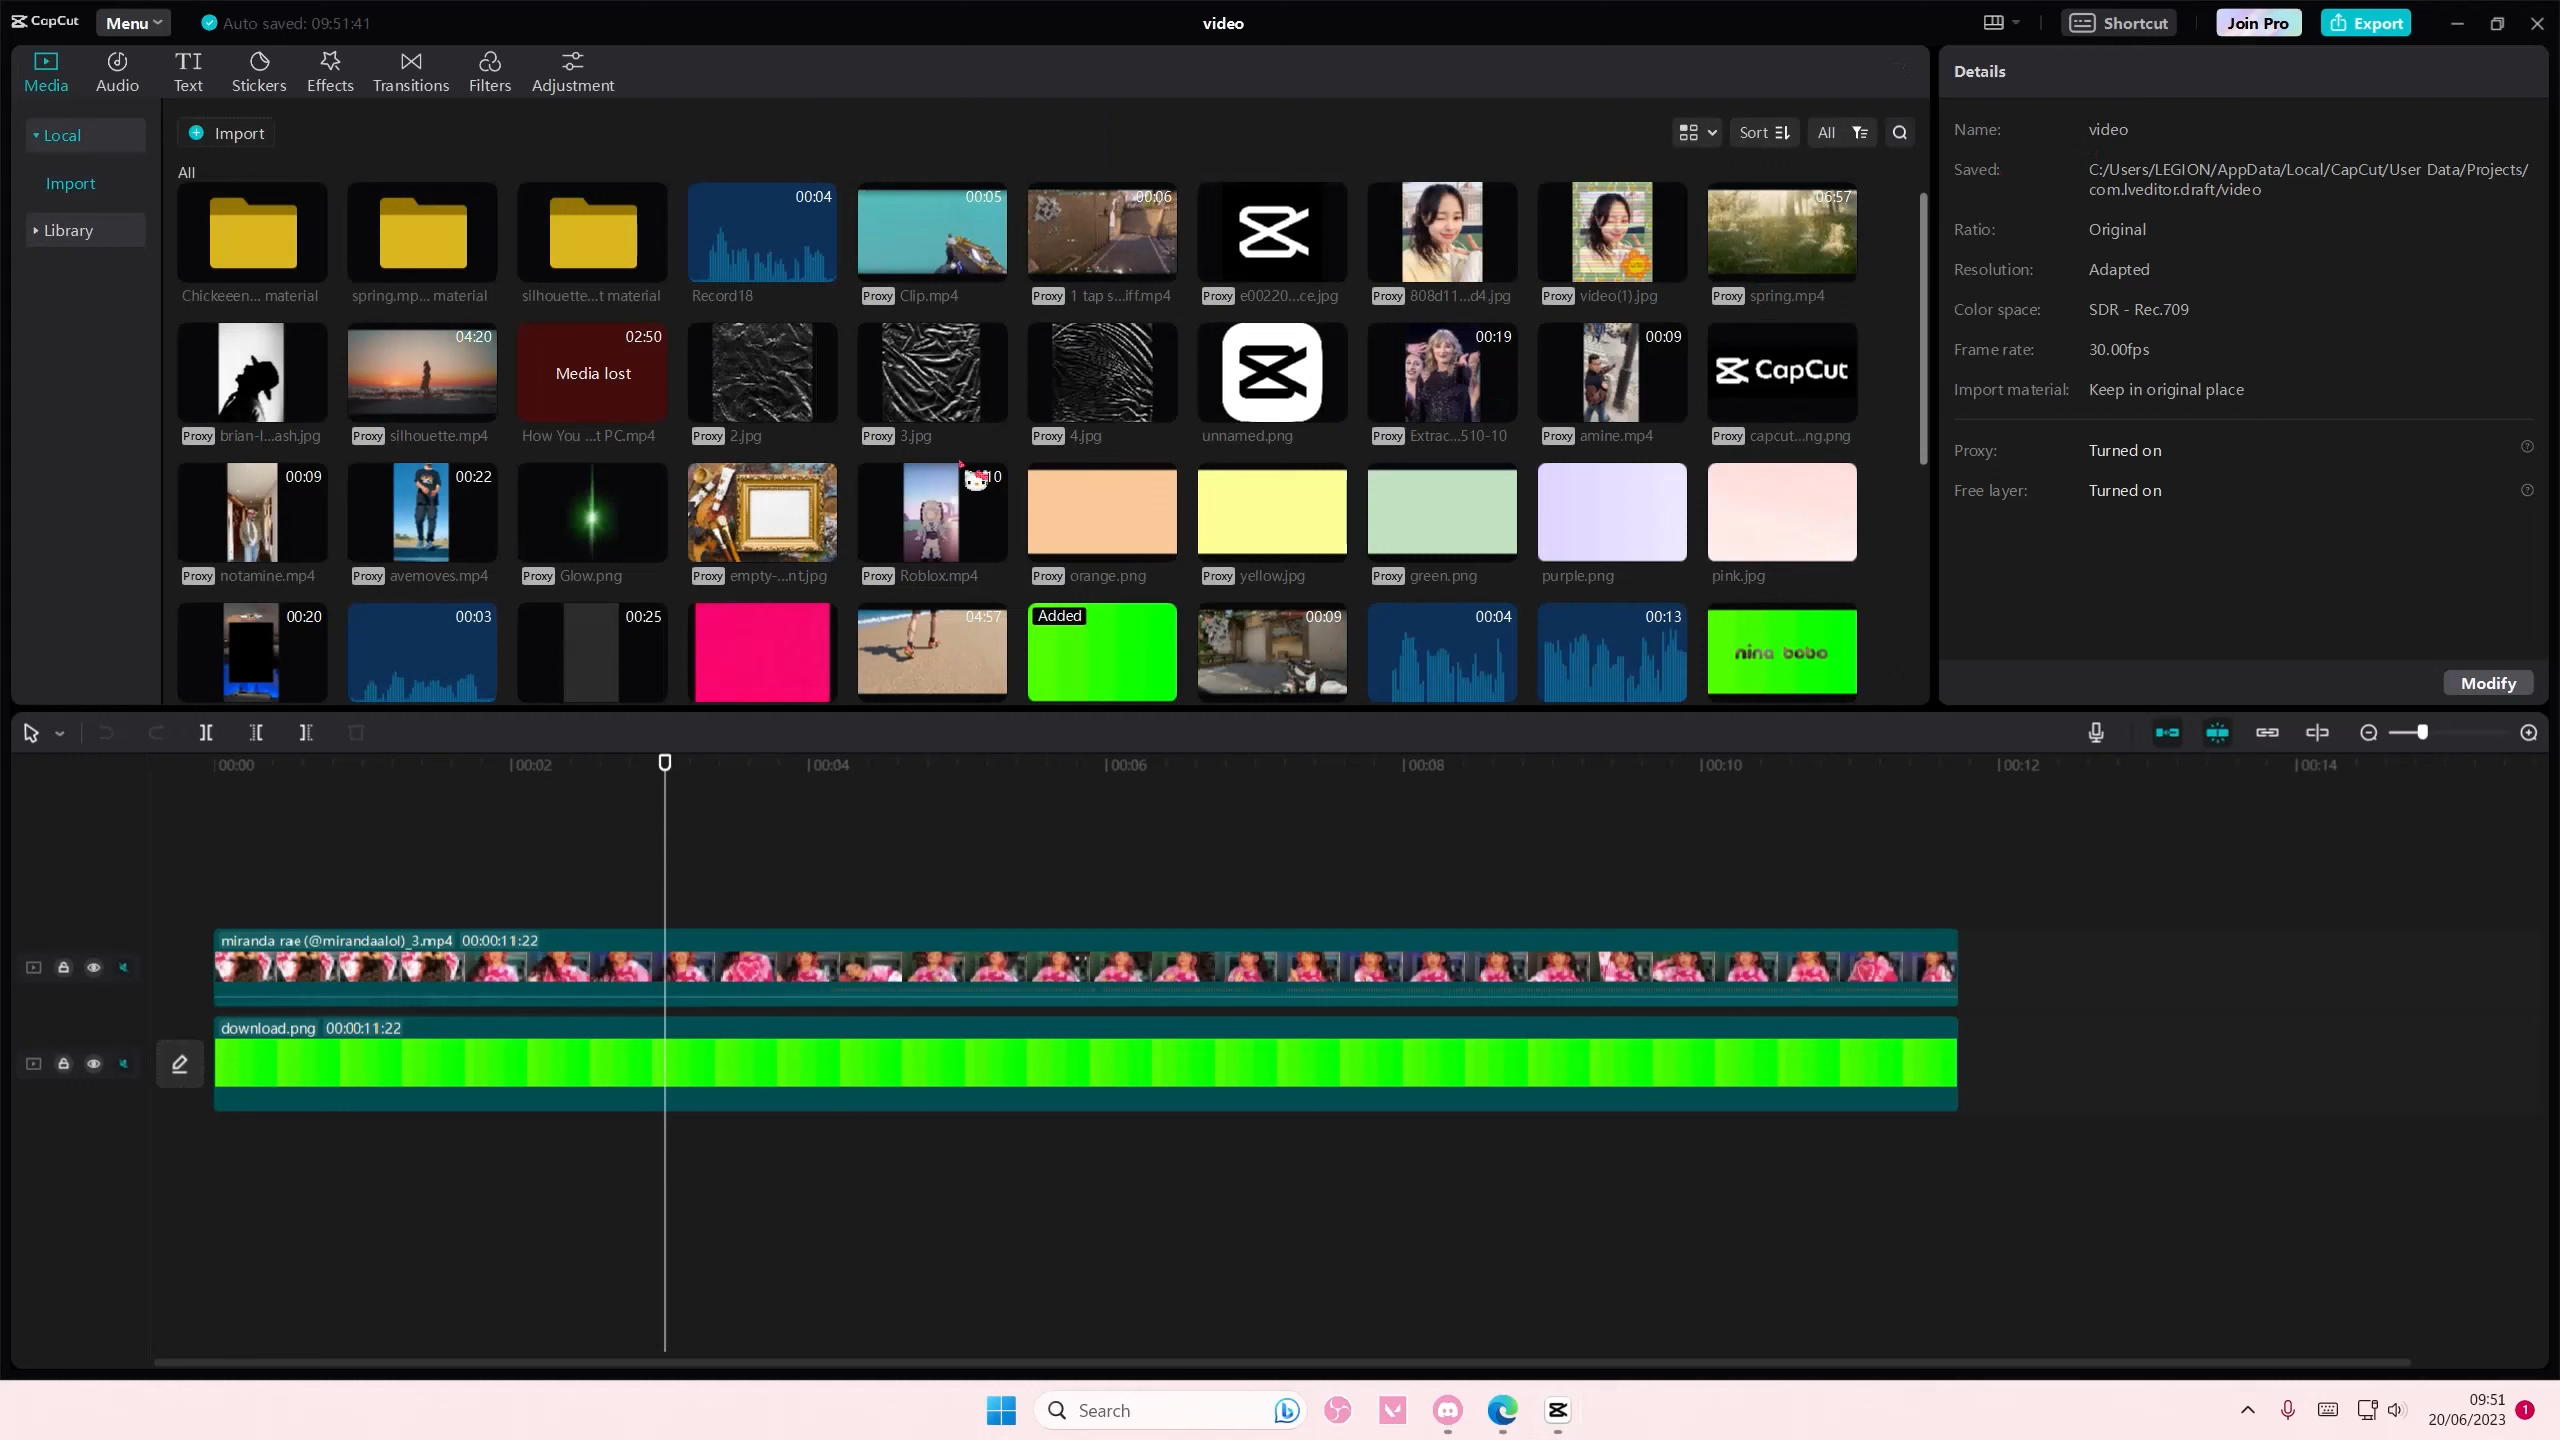 CapCut Menu Auto saved: 09:51:41 video Shortcut Join Pro Export
Media Audio Text Stickers Effects Transitions Filters Adjustment
Details
Local
Import
Library
Import
Sort All
All
00:04 00:05 00:06 06:57
Chickeeen... material spring.mp... material silhouette...t material Record18 Proxy Clip.mp4 Proxy 1 tap s...iff.mp4 Proxy e00220...ce.jpg Proxy 808d11...d4.jpg Proxy video(1).jpg Proxy spring.mp4
04:20 02:50 00:19 00:09
Media lost
CapCut
Proxy brian-l...ash.jpg Proxy silhouette.mp4 How You ...t PC.mp4 Proxy 2.jpg Proxy 3.jpg Proxy 4.jpg unnamed.png Proxy Extrac...510-10 Proxy amine.mp4 Proxy capcut...ng.png
00:09 00:22 10
Proxy notamine.mp4 Proxy avemoves.mp4 Proxy Glow.png Proxy empty-...nt.jpg Proxy Roblox.mp4 Proxy orange.png Proxy yellow.jpg Proxy green.png purple.png pink.jpg
00:20 00:03 00:25 04:57 Added 00:09 00:04 00:13
nina bobo
Name: video
Saved: C:/Users/LEGION/AppData/Local/CapCut/User Data/Projects/
com.lveditor.draft/video
Ratio: Original
Resolution: Adapted
Color space: SDR - Rec.709
Frame rate: 30.00fps
Import material: Keep in original place
Proxy: Turned on
Free layer: Turned on
Modify
00:00 00:02 00:04 00:06 00:08 00:10 00:12 00:14
miranda rae (@mirandaalol)_3.mp4 00:00:11:22
download.png 00:00:11:22
Search
09:51
20/06/2023 1